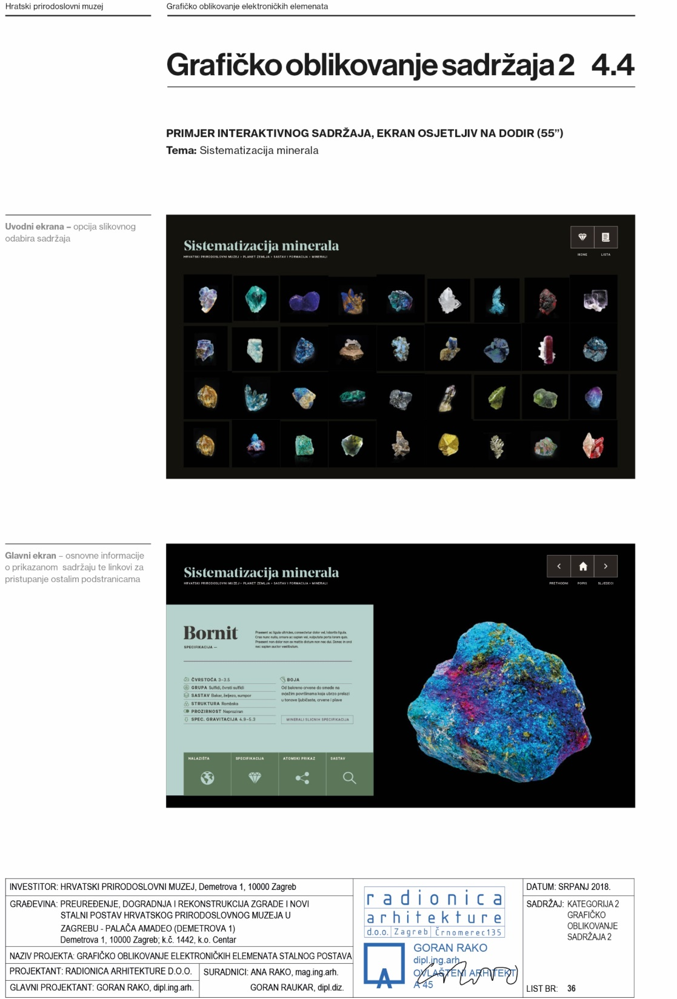 Hratski prirodoslovni muzej
Grafičko oblikovanje elektroničkih elemenata
Grafičko oblikovanje sadržaja 2 4.4
PRIMJER INTERAKTIVNOG SADRŽAJA, EKRAN OSJETLJIV NA DODIR (55”)
Tema: Sistematizacija minerala
Uvodni ekrana – opcija slikovnog
odabira sadržaja
Sistematizacija minerala
HRVATSKI PRIRODOSLOVNI MUZEJ > PLANET ZEMLJA > SASTAV I FORMACIJA > MINERALI
IKONE LISTA
Glavni ekran – osnovne informacije
o prikazanom sadržaju te linkovi za
pristupanje ostalim podstranicama
Sistematizacija minerala
HRVATSKI PRIRODOSLOVNI MUZEJ > PLANET ZEMLJA > SASTAV I FORMACIJA > MINERALI
PRETHODNI POPIS SLJEDECI
Bornit
SPECIFIKACIJA —
Praesent ac ligula ultricies, consectetur dolor vel, lobortis ligula.
Cras nunc nulla, ornare ac sapien vel, vulputate porta lorem quis.
Praesent non dolor non ex mattis dictum non nec dui. Donec in orci
nec sapien auctor vestibulum.
ČVRSTOĆA 3–3.5
GRUPA Sulfidi, čvrsti sulfidi
SASTAV Bakar, željezo, sumpor
STRUKTURA Rombska
PROZIRNOST Neproziran
SPEC. GRAVITACIJA 4.9–5.3
BOJA
Od bakreno crvene do smeđe na
svježim površinama koja ubrzo prelazi
u tonove ljubičaste, crvene i plave
MINERALI SLICNIH SPECIFIKACIJA
NALAZIŠTA SPECIFIKACIJA ATOMSKI PRIKAZ SASTAV
INVESTITOR: HRVATSKI PRIRODOSLOVNI MUZEJ, Demetrova 1, 10000 Zagreb
GRAĐEVINA: PREUREĐENJE, DOGRADNJA I REKONSTRUKCIJA ZGRADE I NOVI
STALNI POSTAV HRVATSKOG PRIRODOSLOVNOG MUZEJA U
ZAGREBU - PALAČA AMADEO (DEMETROVA 1)
Demetrova 1, 10000 Zagreb; k.č. 1442, k.o. Centar
NAZIV PROJEKTA: GRAFIČKO OBLIKOVANJE ELEKTRONIČKIH ELEMENATA STALNOG POSTAVA
PROJEKTANT: RADIONICA ARHITEKTURE D.O.O.
GLAVNI PROJEKTANT: GORAN RAKO, dipl.ing.arh.
SURADNICI: ANA RAKO, mag.ing.arh.
GORAN RAUKAR, dipl.diz.
radionica
arhitekture
d.o.o. Zagreb Črnomerec135
GORAN RAKO
dipl.ing.arh.
OVLAŠTENI ARHITEKT
A 45
DATUM: SRPANJ 2018.
SADRŽAJ: KATEGORIJA 2
GRAFIČKO
OBLIKOVANJE
SADRŽAJA 2
LIST BR: 36